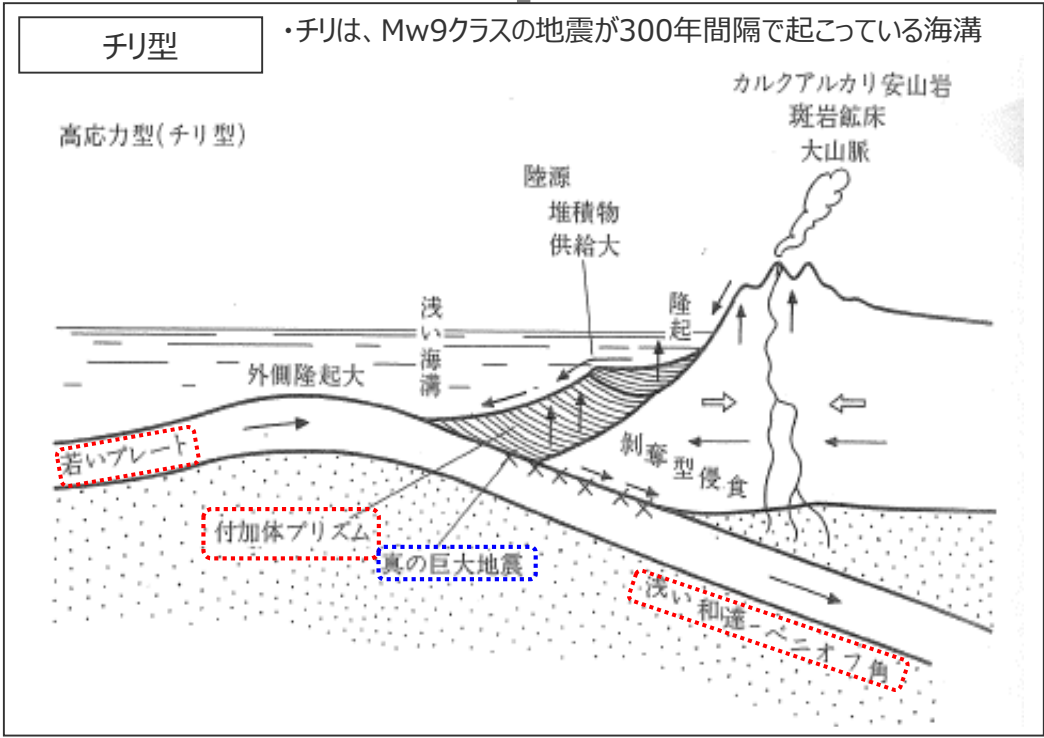 チリ型
・チリは、Mw9クラスの地震が300年間隔で起こっている海溝
高応力型(チリ型)
カルクアルカリ安山岩
斑岩鉱床
大山脈
陸源
堆積物
供給大
浅い海溝
隆起
外側隆起大
若いプレート
剝奪型侵食
付加体プリズム
真の巨大地震
浅い和達-ベニオフ角